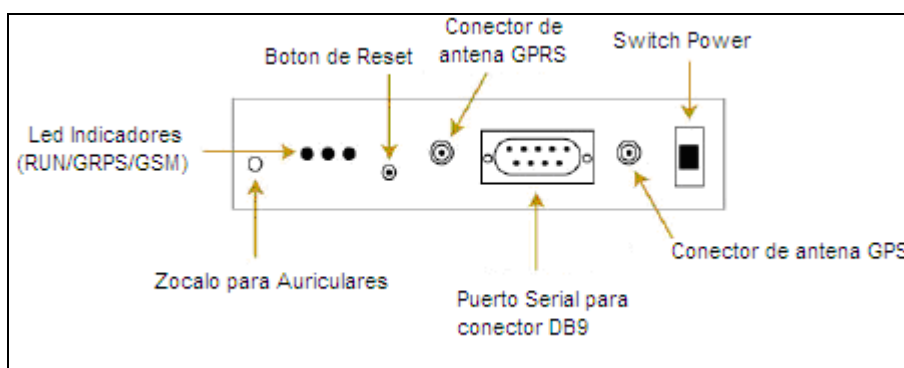 Conector de
antena GPRS
Switch Power
Boton de Reset
Led Indicadores
(RUN/GRPS/GSM)
Conector de antena GPS
Zocalo para Auriculares
Puerto Serial para
conector DB9